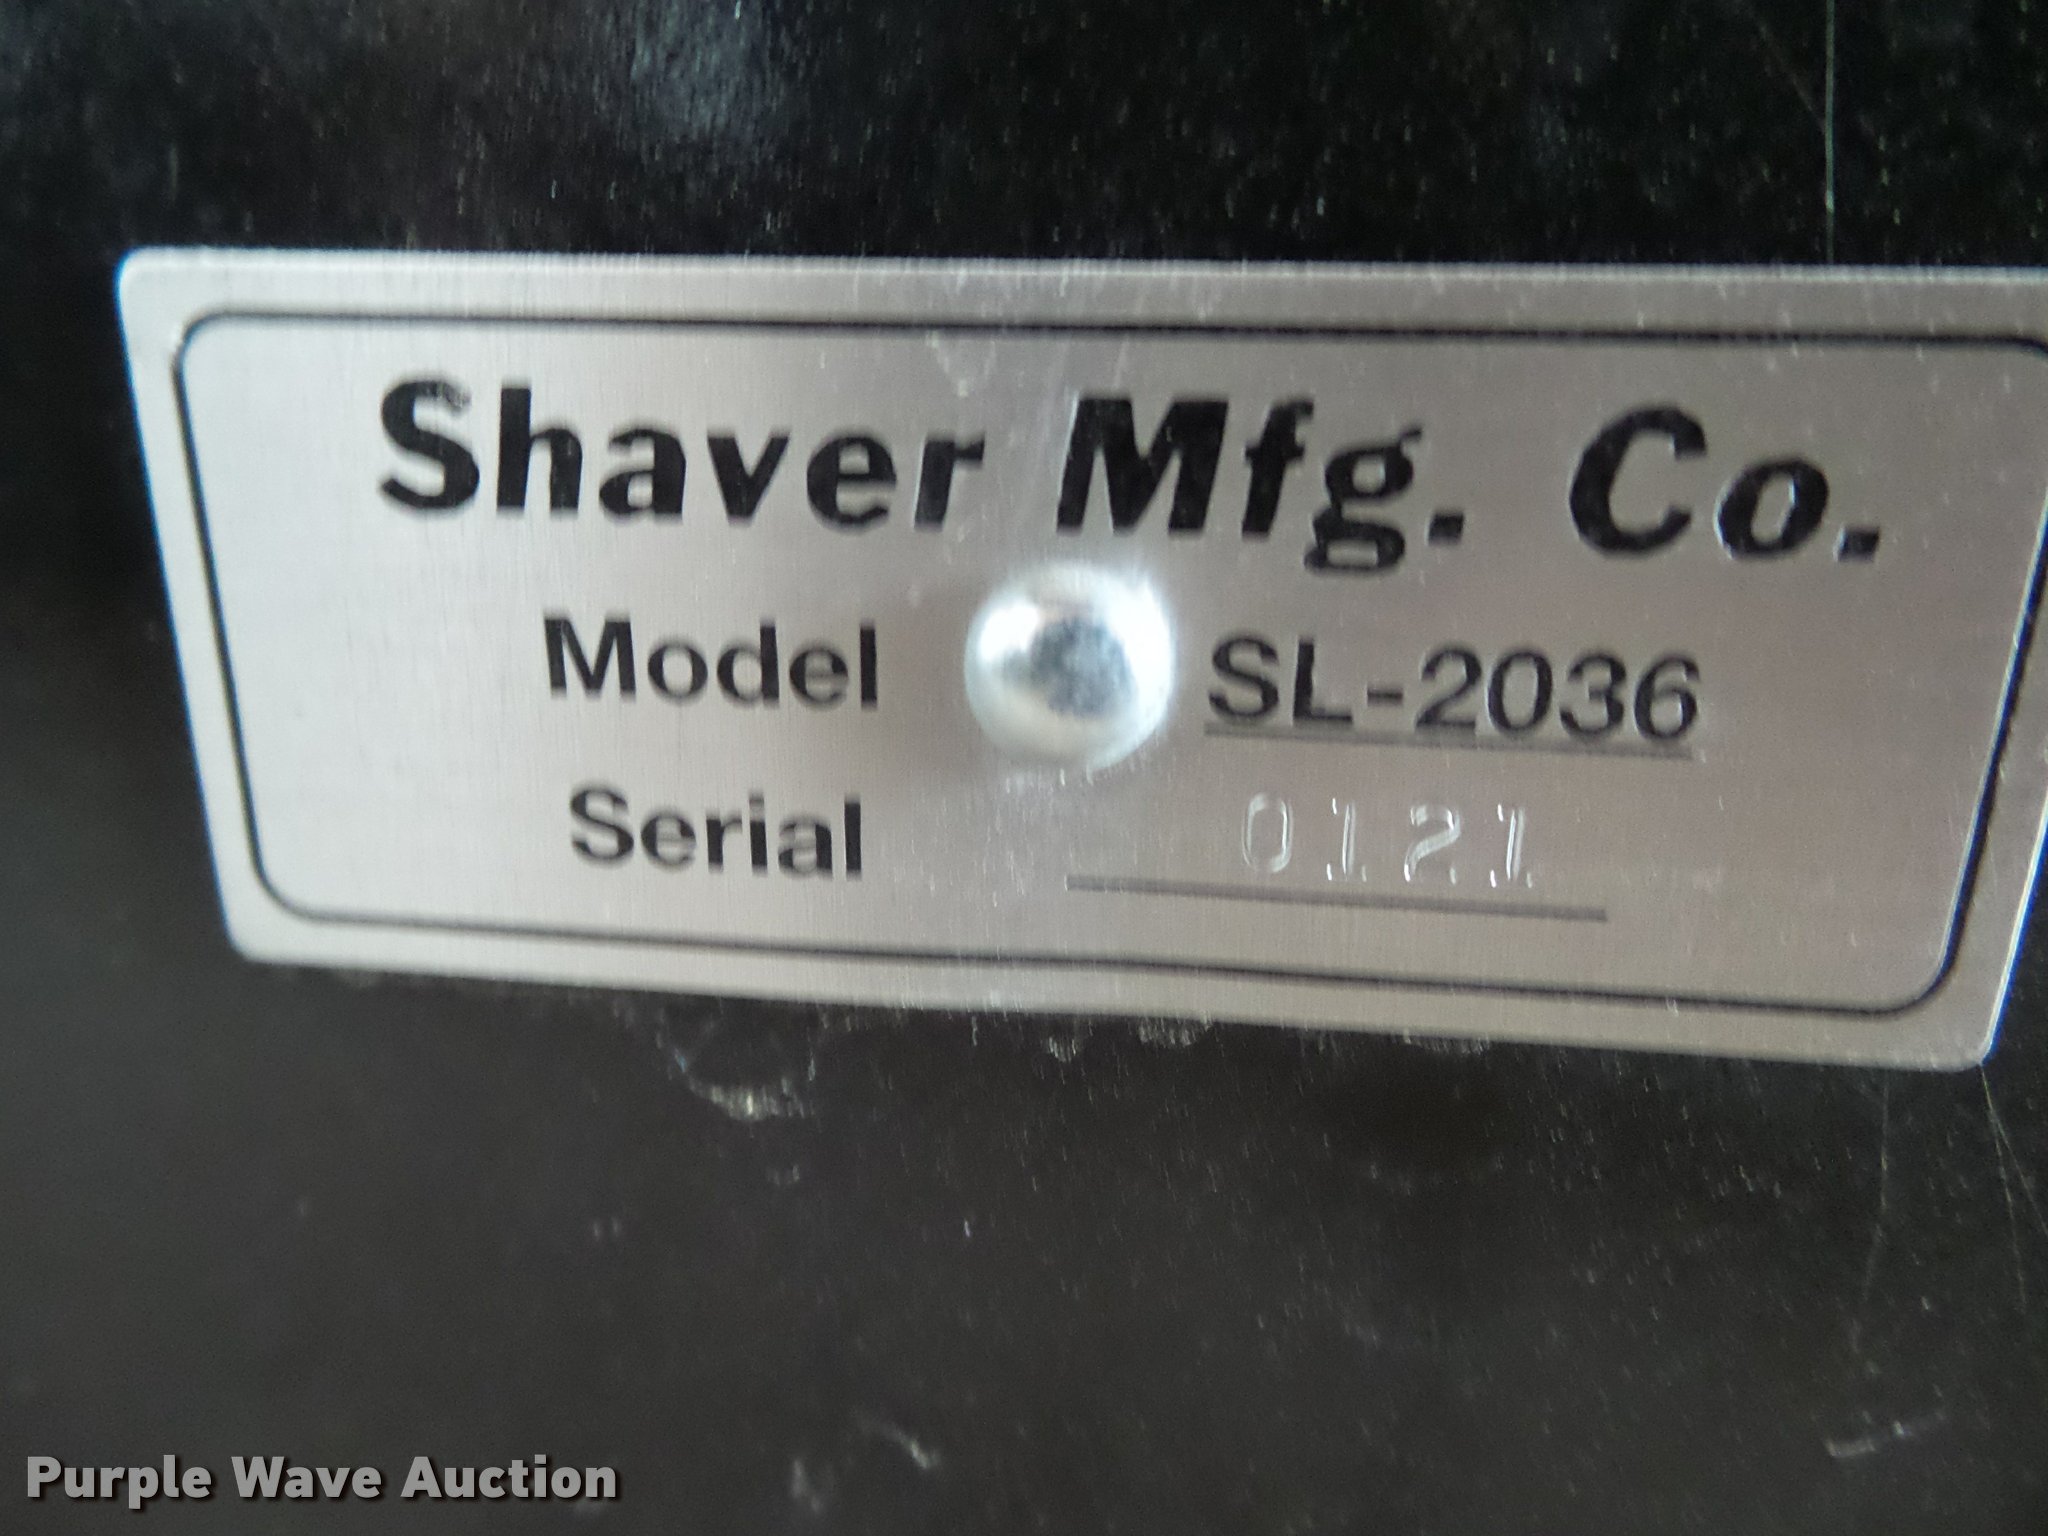 Shaver Mfg. Co.
Model SL-2036
Serial 0121
Purple Wave Auction